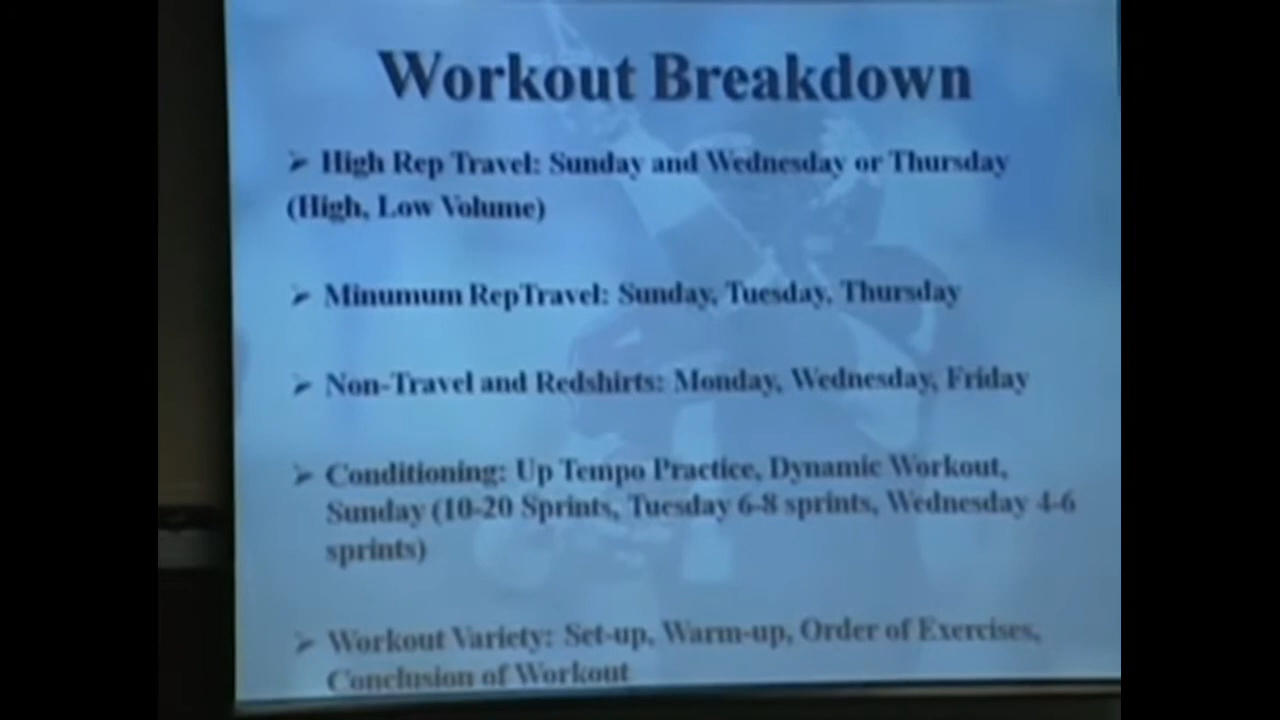 Workout Breakdown
➢ High Rep Travel: Sunday and Wednesday or Thursday
(High, Low Volume)
➢ Minumum RepTravel: Sunday, Tuesday, Thursday
➢ Non-Travel and Redshirts: Monday, Wednesday, Friday
➢ Conditioning: Up Tempo Practice, Dynamic Workout,
Sunday (10-20 Sprints, Tuesday 6-8 sprints, Wednesday 4-6
sprints)
➢ Workout Variety: Set-up, Warm-up, Order of Exercises,
Conclusion of Workout